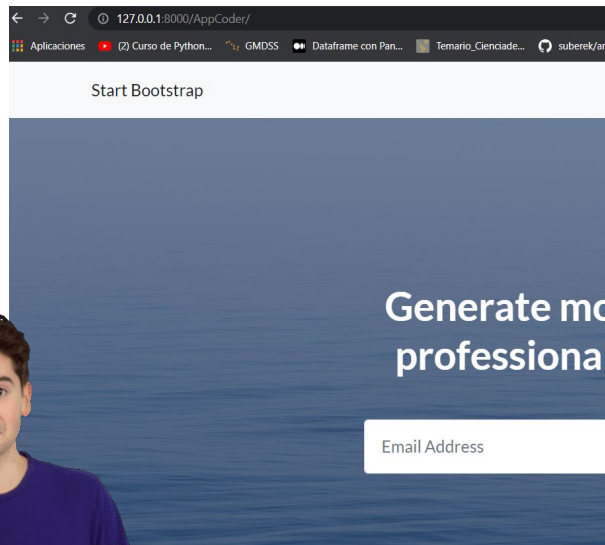 127.0.0.1:8000/AppCoder/
Aplicaciones (2) Curso de Python... GMDSS Dataframe con Pan... Temario_Cienciade... suberek/ar
Start Bootstrap
Generate mo
professiona
Email Address